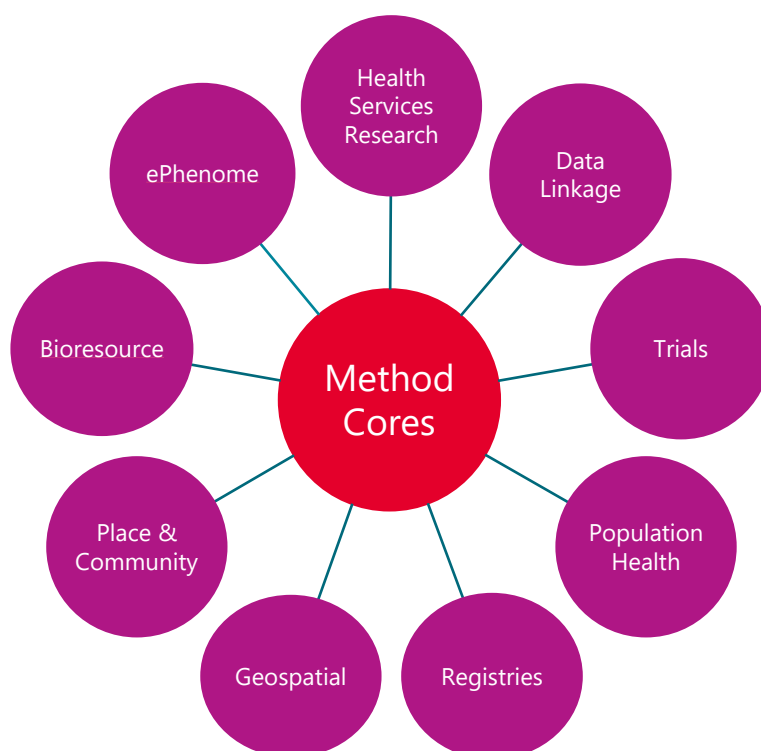 Health
Services
Research
Data
Linkage
Trials
Population
Health
Registries
Geospatial
Place &
Community
Bioresource
ePhenome
Method
Cores